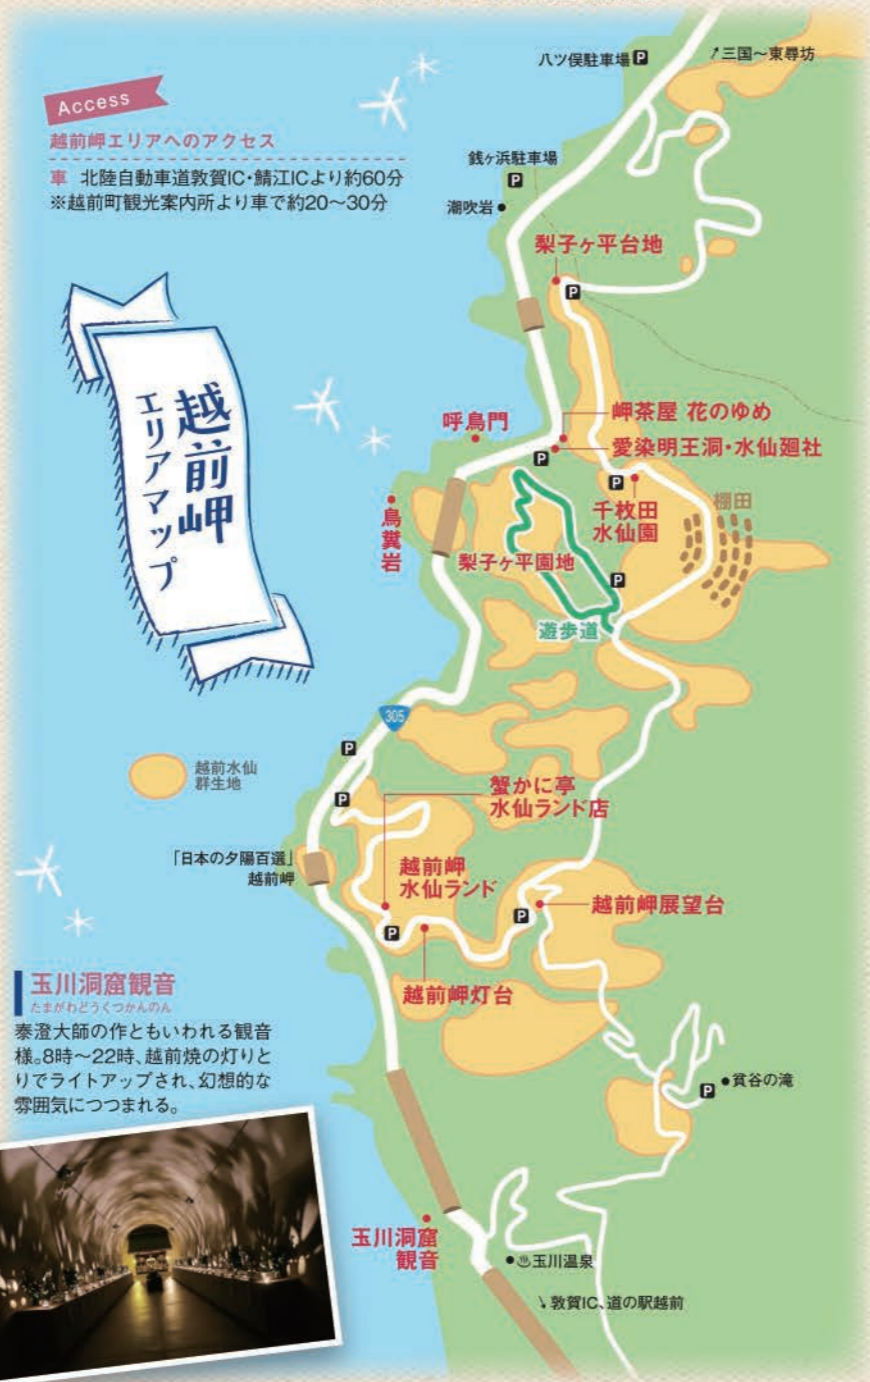 八ツ俣駐車場 P
↗三国～東尋坊
Access
越前岬エリアへのアクセス
車 北陸自動車道敦賀IC・鯖江ICより約60分
※越前町観光案内所より車で約20～30分
銭ヶ浜駐車場
P
潮吹岩
梨子ヶ平台地
P
越前岬
エリアマップ
岬茶屋 花のゆめ
呼鳥門
愛染明王洞・水仙廻社
P
P
千枚田
水仙園
棚田
鳥糞岩
梨子ヶ平園地
P
遊歩道
305
P
越前水仙
群生地
P
蟹かに亭
水仙ランド店
「日本の夕陽百選」
越前岬
越前岬
水仙ランド
越前岬展望台
P
P
越前岬灯台
玉川洞窟観音
たまがわどうくつかんのん
泰澄大師の作ともいわれる観音
様。8時～22時、越前焼の灯りと
りでライトアップされ、幻想的な
雰囲気につつまれる。
P
貧谷の滝
玉川洞窟
観音
♨玉川温泉
↘敦賀IC、道の駅越前